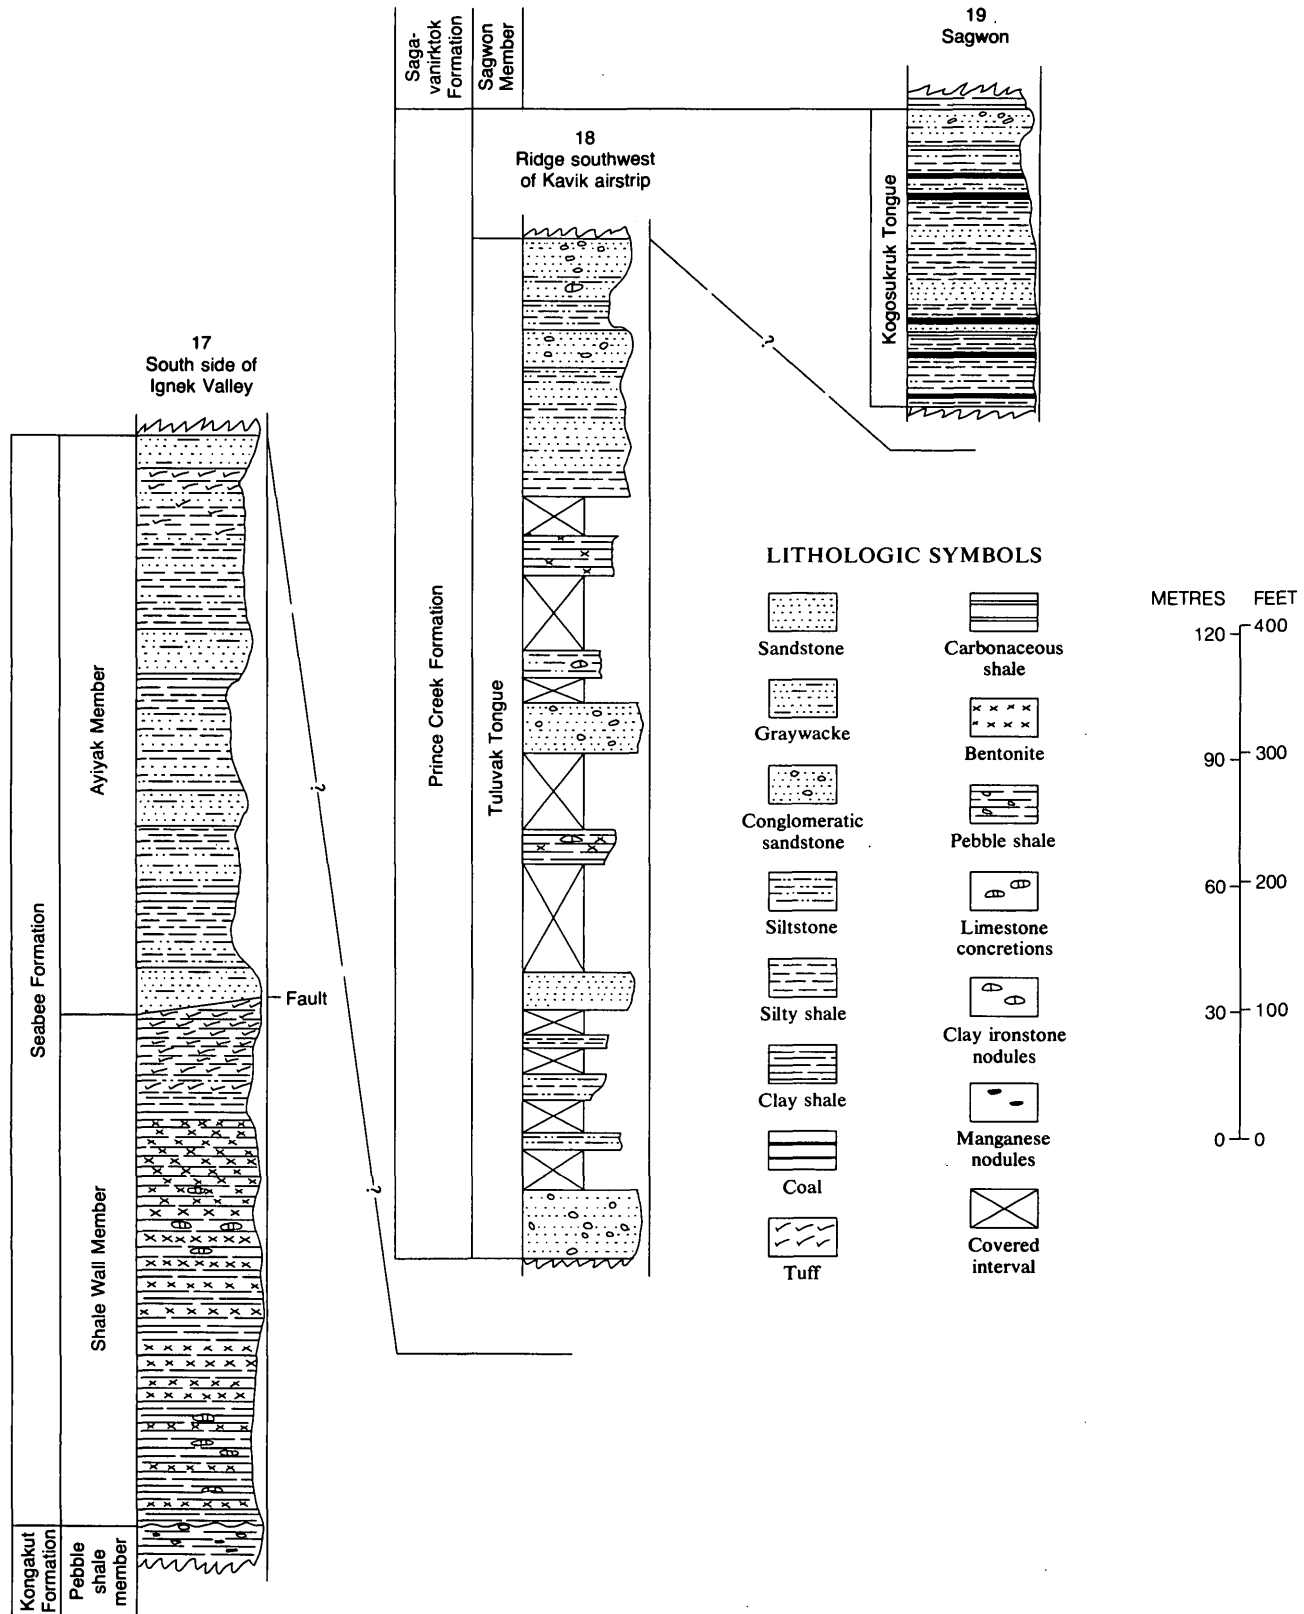 19
Sagwon
Saga-
vanirktok
Formation
Sagwon
Member
18
Ridge southwest
of Kavik airstrip
Kogosukruk Tongue
?
17
South side of
Ignek Valley
Seabee Formation
Ayiyak Member
Fault
?
?
Shale Wall Member
Kongakut
Formation
Pebble
shale
member
Prince Creek Formation
Tuluvak Tongue
LITHOLOGIC SYMBOLS
Sandstone
Graywacke
Conglomeratic
sandstone
Siltstone
Silty shale
Clay shale
Coal
Tuff
Carbonaceous
shale
Bentonite
Pebble shale
Limestone
concretions
Clay ironstone
nodules
Manganese
nodules
Covered
interval
METRES FEET
120 400
90 300
60 200
30 100
0 0